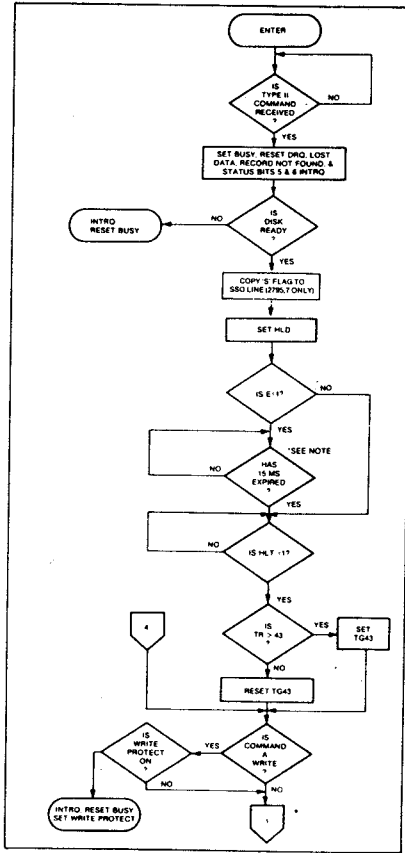 ENTER
IS
TYPE II
COMMAND
RECEIVED
?
NO
YES
SET BUSY, RESET DRQ, LOST
DATA, RECORD NOT FOUND, &
STATUS BITS 5 & 6 INTRQ
IS
DISK
READY
?
NO
INTRQ
RESET BUSY
YES
COPY 'S' FLAG TO
SSO LINE (2795,7 ONLY)
SET HLD
IS E=1?
NO
YES
*SEE NOTE
HAS
15 MS
EXPIRED
?
NO
YES
IS HLT =1?
NO
YES
4
IS
TR > 43
?
YES
SET
TG43
NO
RESET TG43
IS
COMMAND
A
WRITE
?
YES
IS
WRITE
PROTECT
ON
?
NO
NO
INTRQ, RESET BUSY
SET WRITE PROTECT
1